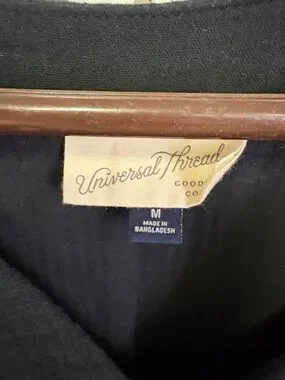 Universal Thread
GOOD
CO.
M
MADE IN
BANGLADESH